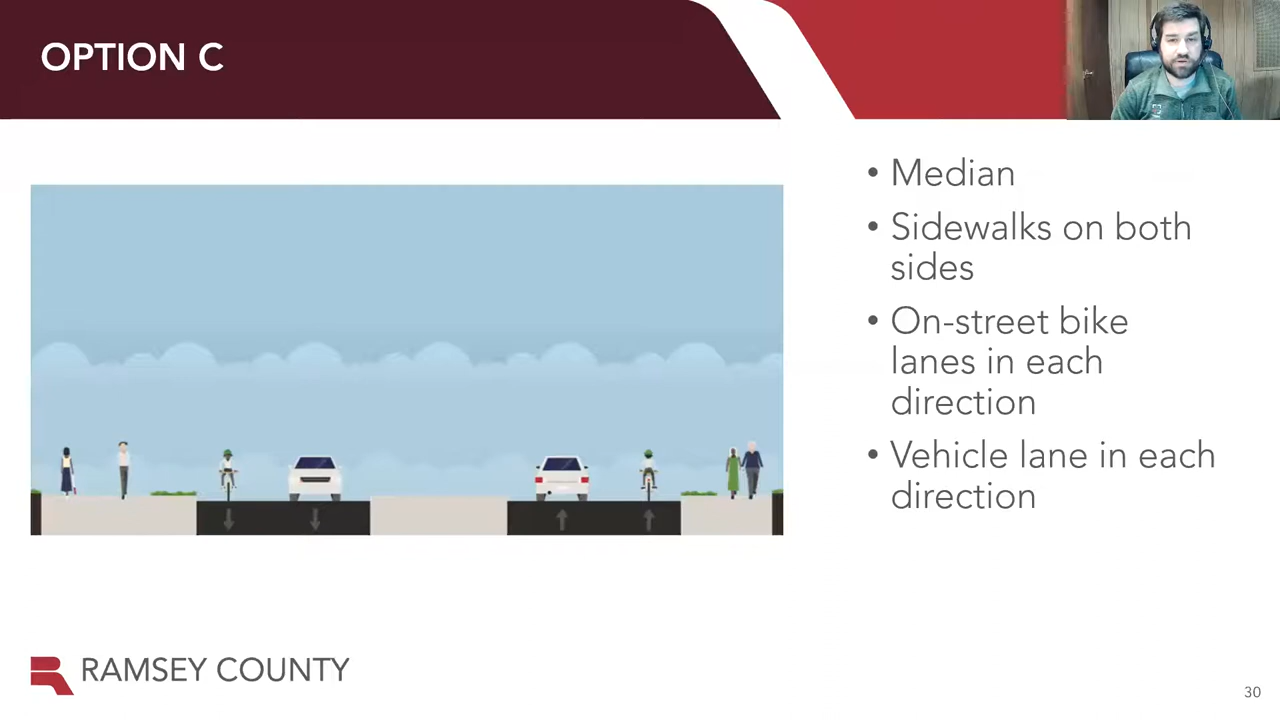 OPTION C
• Median
• Sidewalks on both
sides
• On-street bike
lanes in each
direction
• Vehicle lane in each
direction
RAMSEY COUNTY
30